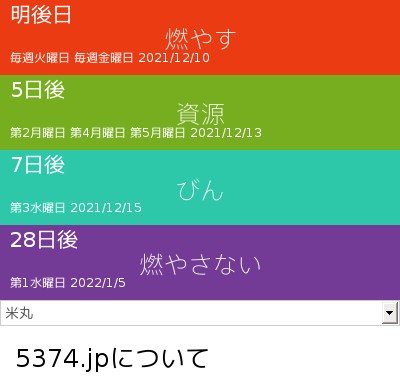 明後日
燃やす
毎週火曜日 毎週金曜日 2021/12/10
5日後
資源
第2月曜日 第4月曜日 第5月曜日 2021/12/13
7日後
びん
第3水曜日 2021/12/15
28日後
燃やさない
第1水曜日 2022/1/5
米丸
5374.jpについて